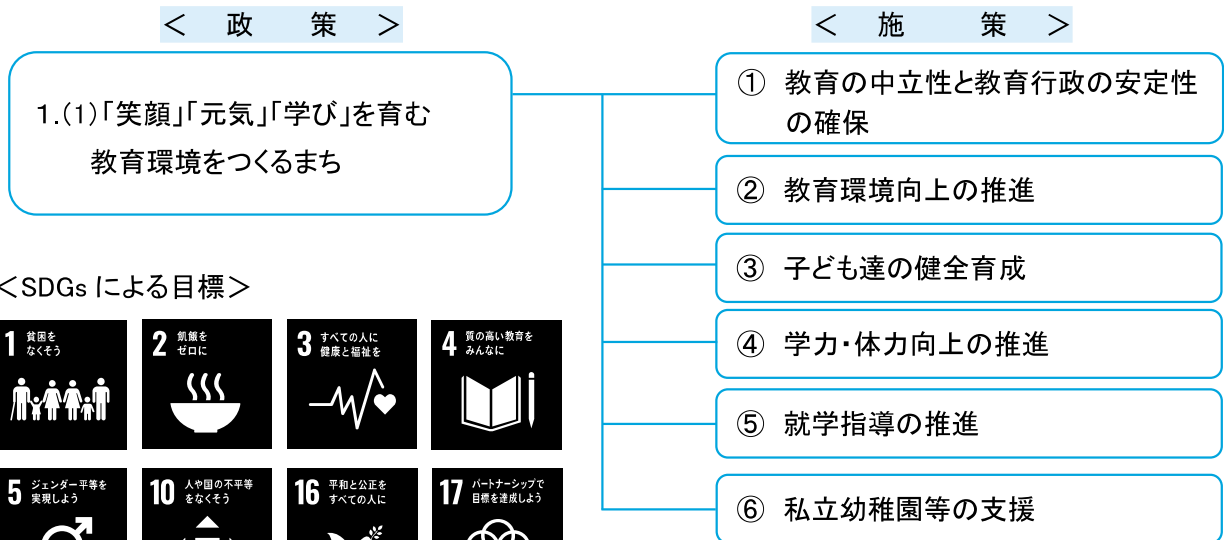 ＜　政　　策　＞
1.(1)「笑顔」「元気」「学び」を育む
教育環境をつくるまち
＜SDGs による目標＞
1 貧困を
なくそう
2 飢餓を
ゼロに
3 すべての人に
健康と福祉を
4 質の高い教育を
みんなに
5 ジェンダー平等を
実現しよう
10 人や国の不平等
をなくそう
16 平和と公正を
すべての人に
17 パートナーシップで
目標を達成しよう
＜　施　　策　＞
① 教育の中立性と教育行政の安定性
の確保
② 教育環境向上の推進
③ 子ども達の健全育成
④ 学力・体力向上の推進
⑤ 就学指導の推進
⑥ 私立幼稚園等の支援